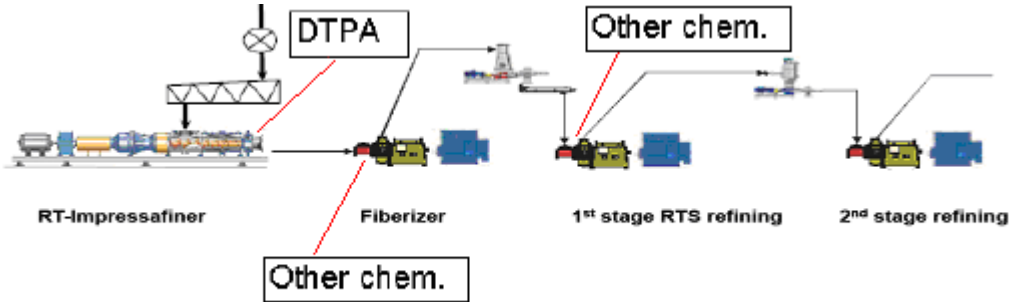 DTPA
Other chem.
RT-Impressafiner
Fiberizer
1st stage RTS refining
2nd stage refining
Other chem.